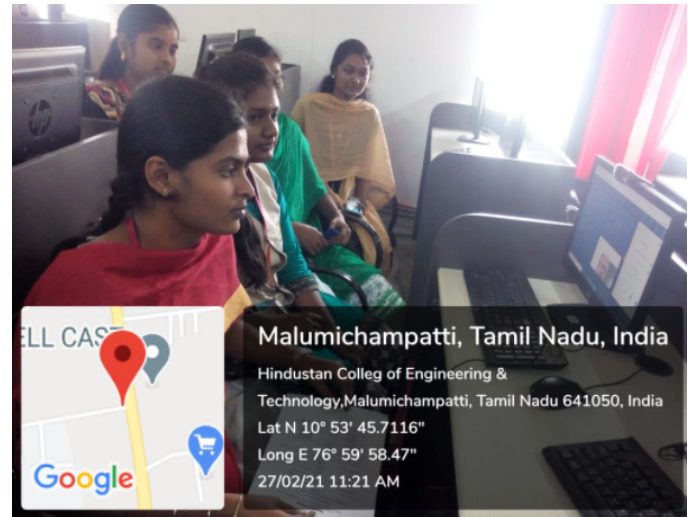 hp
ELL CAST
Google
Malumichampatti, Tamil Nadu, India
Hindustan Colleg of Engineering &
Technology,Malumichampatti, Tamil Nadu 641050, India
Lat N 10° 53' 45.7116"
Long E 76° 59' 58.47"
27/02/21 11:21 AM